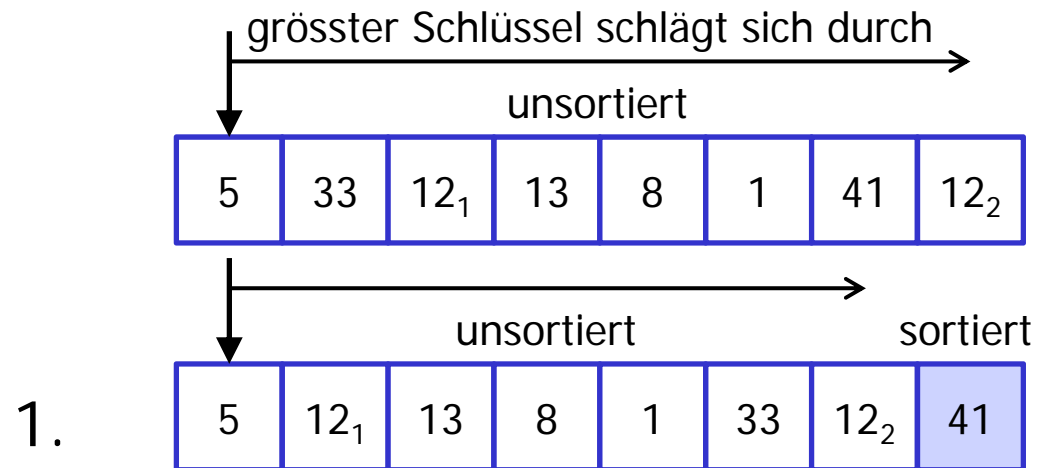 grösster Schlüssel schlägt sich durch
unsortiert
5 33 12₁ 13 8 1 41 12₂
unsortiert sortiert
1. 5 12₁ 13 8 1 33 12₂ 41